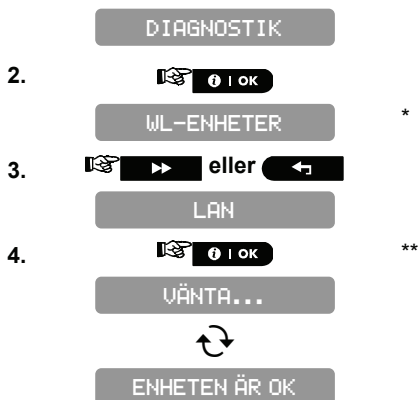 DIAGNOSTIK
2. i | OK
WL-ENHETER *
3. eller
LAN
4. i | OK **
VÄNTA...
ENHETEN ÄR OK